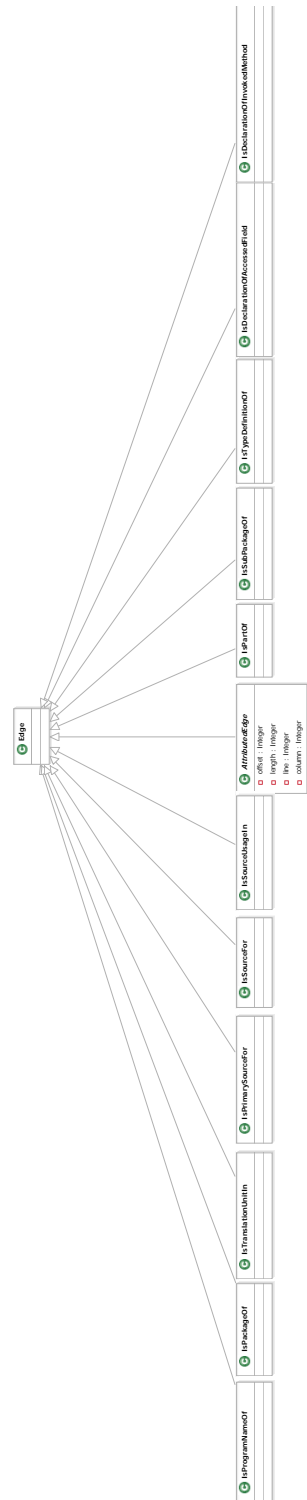 Edge
IsProgramNameOf
IsPackageOf
IsTranslationUnitIn
IsPrimarySourceFor
IsSourceFor
IsSourceUsageIn
AttributedEdge
offset : Integer
length : Integer
line : Integer
column : Integer
IsPartOf
IsSubPackageOf
IsTypeDefinitionOf
IsDeclarationOfAccessedField
IsDeclarationOfInvokedMethod